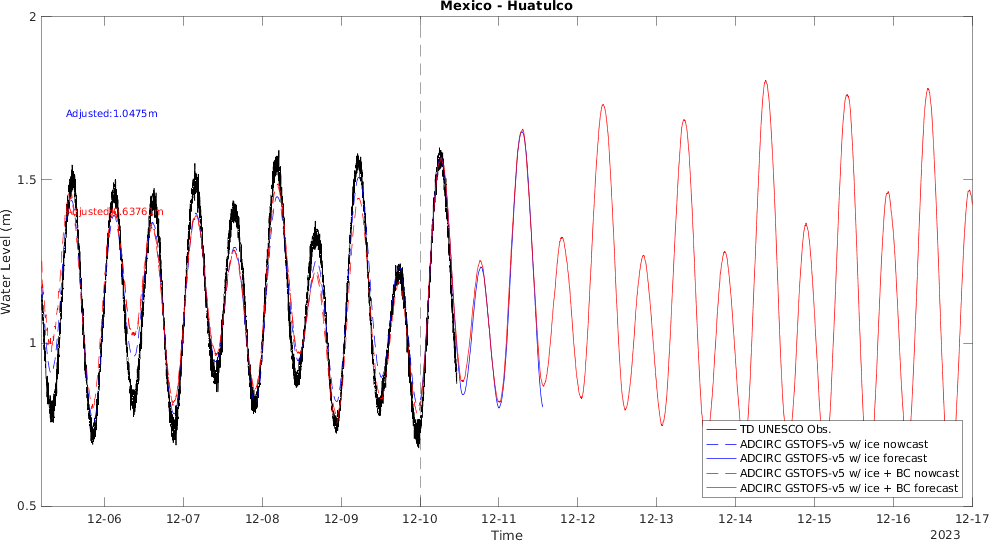 Mexico - Huatulco
2
1.5
1
0.5
Water Level (m)
Adjusted:1.0475m
TD UNESCO Obs.
ADCIRC GSTOFS-v5 w/ ice nowcast
ADCIRC GSTOFS-v5 w/ ice forecast
ADCIRC GSTOFS-v5 w/ ice + BC nowcast
ADCIRC GSTOFS-v5 w/ ice + BC forecast
12-06 12-07 12-08 12-09 12-10 12-11 12-12 12-13 12-14 12-15 12-16 12-17
Time
2023